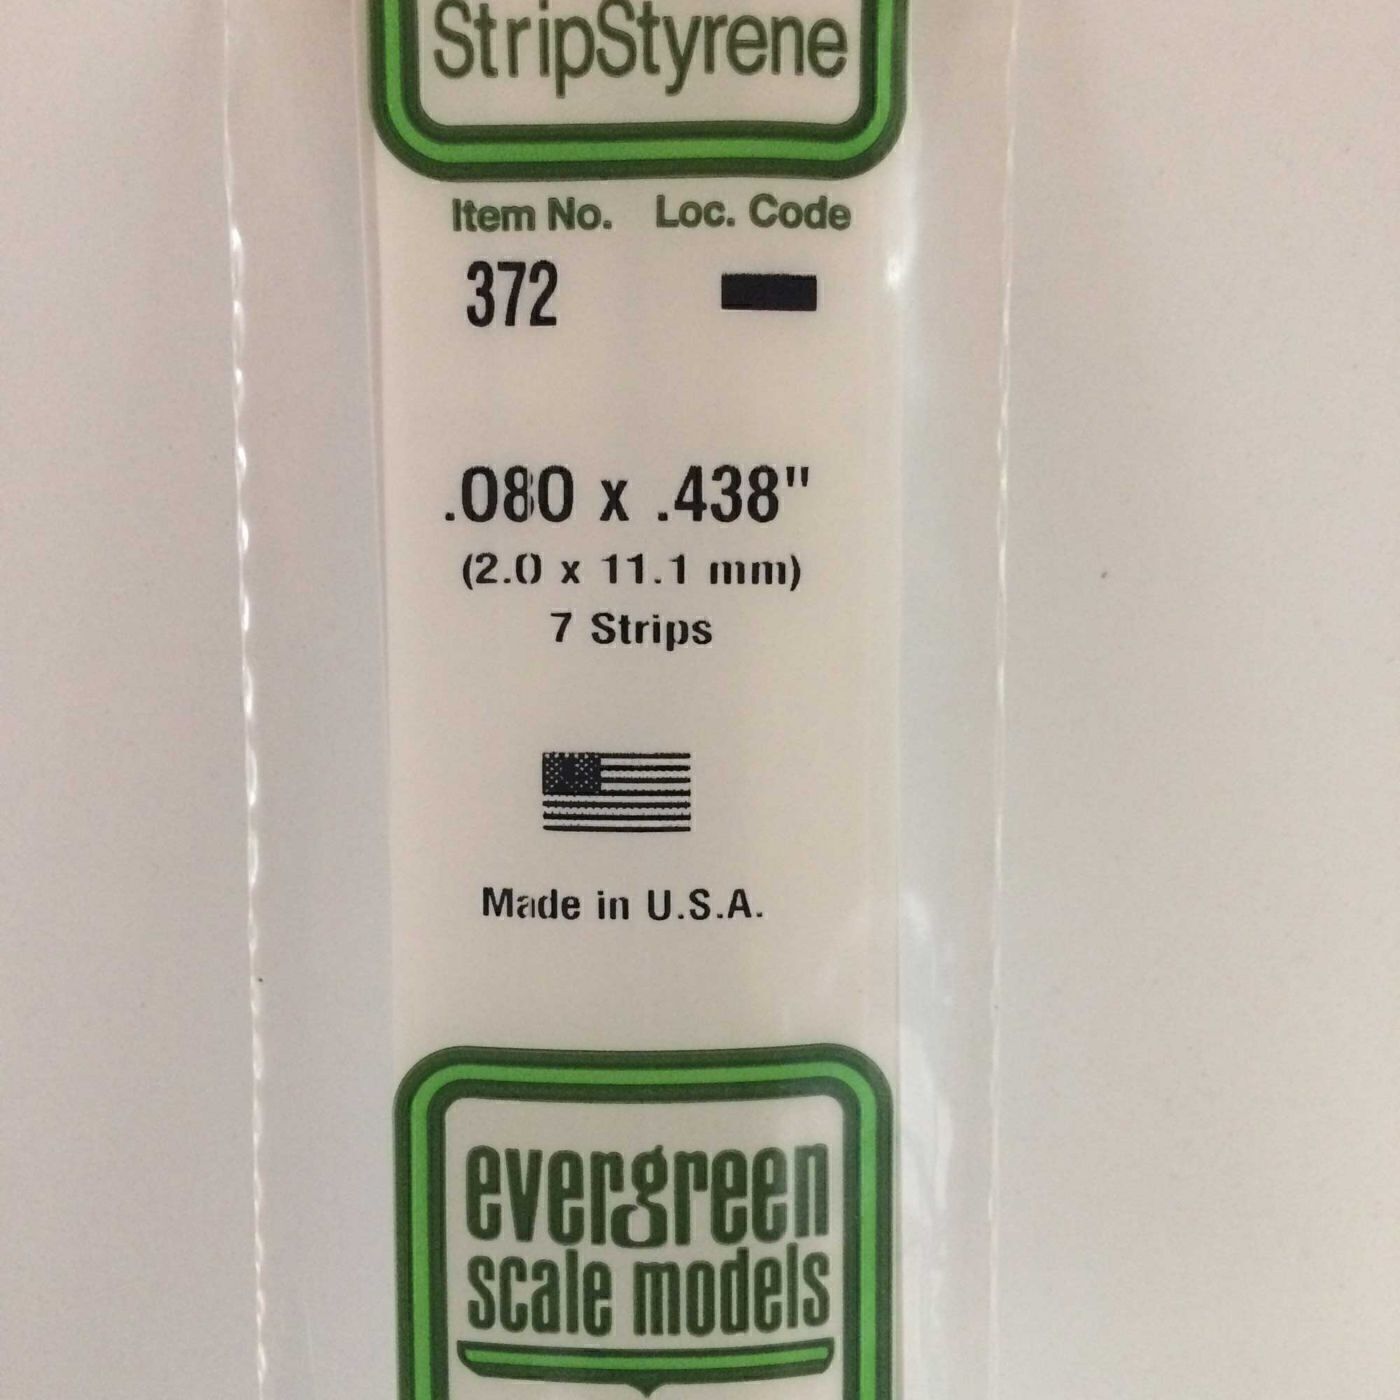 StripStyrene
Item No. Loc. Code
372
.080 x .438"
(2.0 x 11.1 mm)
7 Strips
Made in U.S.A.
evergreen
scale models